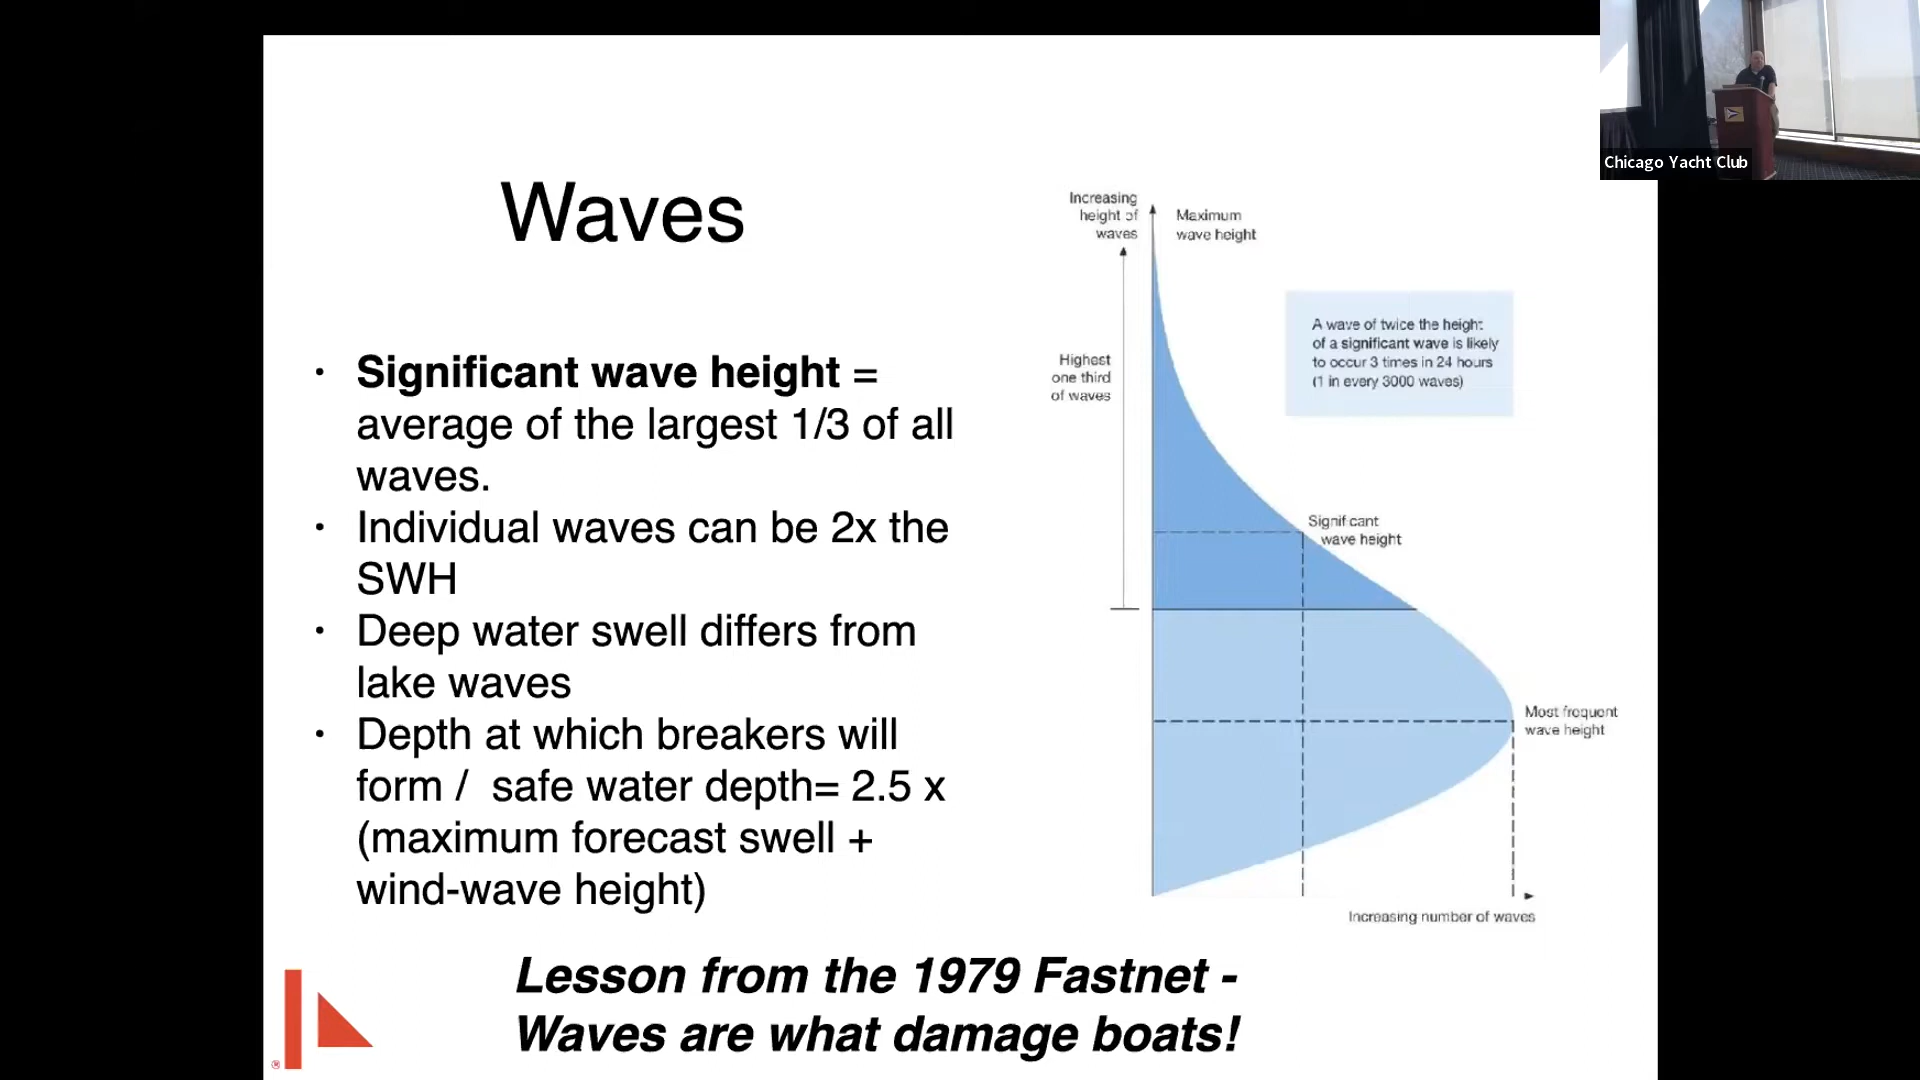 Chicago Yacht Club
Waves
• Significant wave height =
average of the largest 1/3 of all
waves.
• Individual waves can be 2x the
SWH
• Deep water swell differs from
lake waves
• Depth at which breakers will
form /  safe water depth= 2.5 x
(maximum forecast swell +
wind-wave height)
Increasing
height of
waves
Maximum
wave height
A wave of twice the height
of a significant wave is likely
to occur 3 times in 24 hours
(1 in every 3000 waves)
Highest
one third
of waves
Significant
wave height
Most frequent
wave height
Increasing number of waves
Lesson from the 1979 Fastnet -
Waves are what damage boats!
®